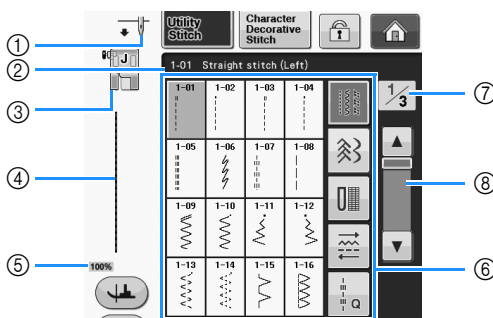 Utility
Stitch
Character
Decorative
Stitch
①
②
J
1-01 Straight stitch (Left)
③
1-01 1-02 1-03 1-04
1/3
⑦
1-05 1-06 1-07 1-08
④
⑧
1-09 1-10 1-11 1-12
⑤
100%
1-13 1-14 1-15 1-16
⑥
Q